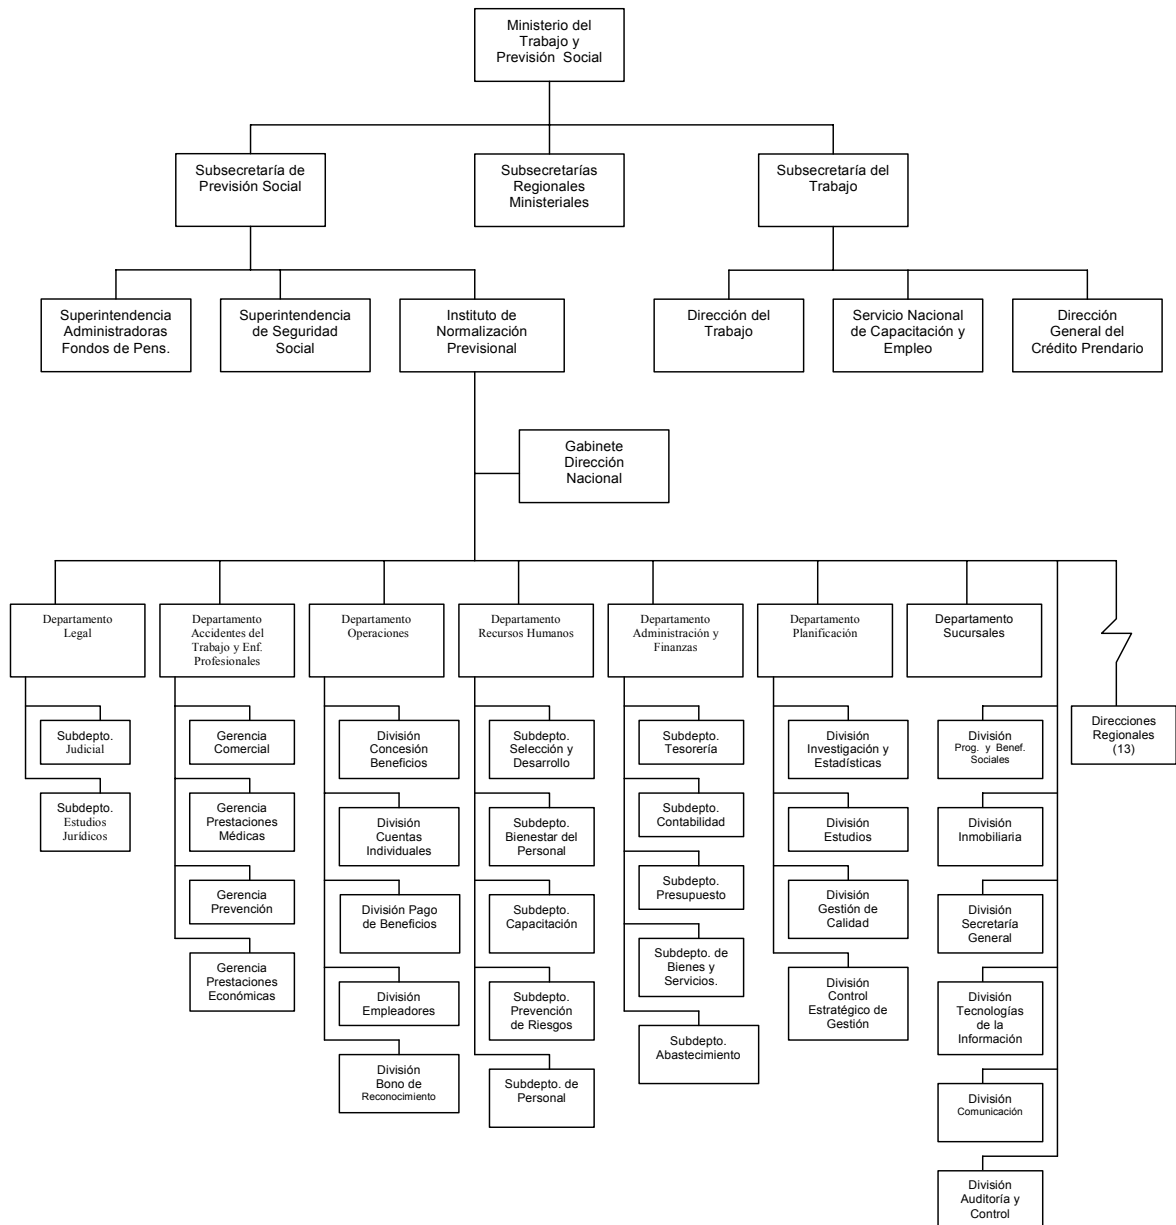 Ministerio del
Trabajo y
Previsión Social
Subsecretaría de
Previsión Social
Subsecretarías
Regionales
Ministeriales
Subsecretaría del
Trabajo
Superintendencia
Administradoras
Fondos de Pens.
Superintendencia
de Seguridad
Social
Instituto de
Normalización
Previsional
Dirección del
Trabajo
Servicio Nacional
de Capacitación y
Empleo
Dirección
General del
Crédito Prendario
Gabinete
Dirección
Nacional
Departamento
Legal
Departamento
Accidentes del
Trabajo y Enf.
Profesionales
Departamento
Operaciones
Departamento
Recursos Humanos
Departamento
Administración y
Finanzas
Departamento
Planificación
Departamento
Sucursales
Direcciones
Regionales
(13)
Subdepto.
Judicial
Subdepto.
Estudios
Jurídicos
Gerencia
Comercial
Gerencia
Prestaciones
Médicas
Gerencia
Prevención
Gerencia
Prestaciones
Económicas
División
Concesión
Beneficios
División
Cuentas
Individuales
División Pago
de Beneficios
División
Empleadores
División
Bono de
Reconocimiento
Subdepto.
Selección y
Desarrollo
Subdepto.
Bienestar del
Personal
Subdepto.
Capacitación
Subdepto.
Prevención
de Riesgos
Subdepto. de
Personal
Subdepto.
Tesorería
Subdepto.
Contabilidad
Subdepto.
Presupuesto
Subdepto. de
Bienes y
Servicios.
Subdepto.
Abastecimiento
División
Investigación y
Estadísticas
División
Estudios
División
Gestión de
Calidad
División
Control
Estratégico de
Gestión
División
Prog. y Benef.
Sociales
División
Inmobiliaria
División
Secretaría
General
División
Tecnologías
de la
Información
División
Comunicación
División
Auditoría y
Control